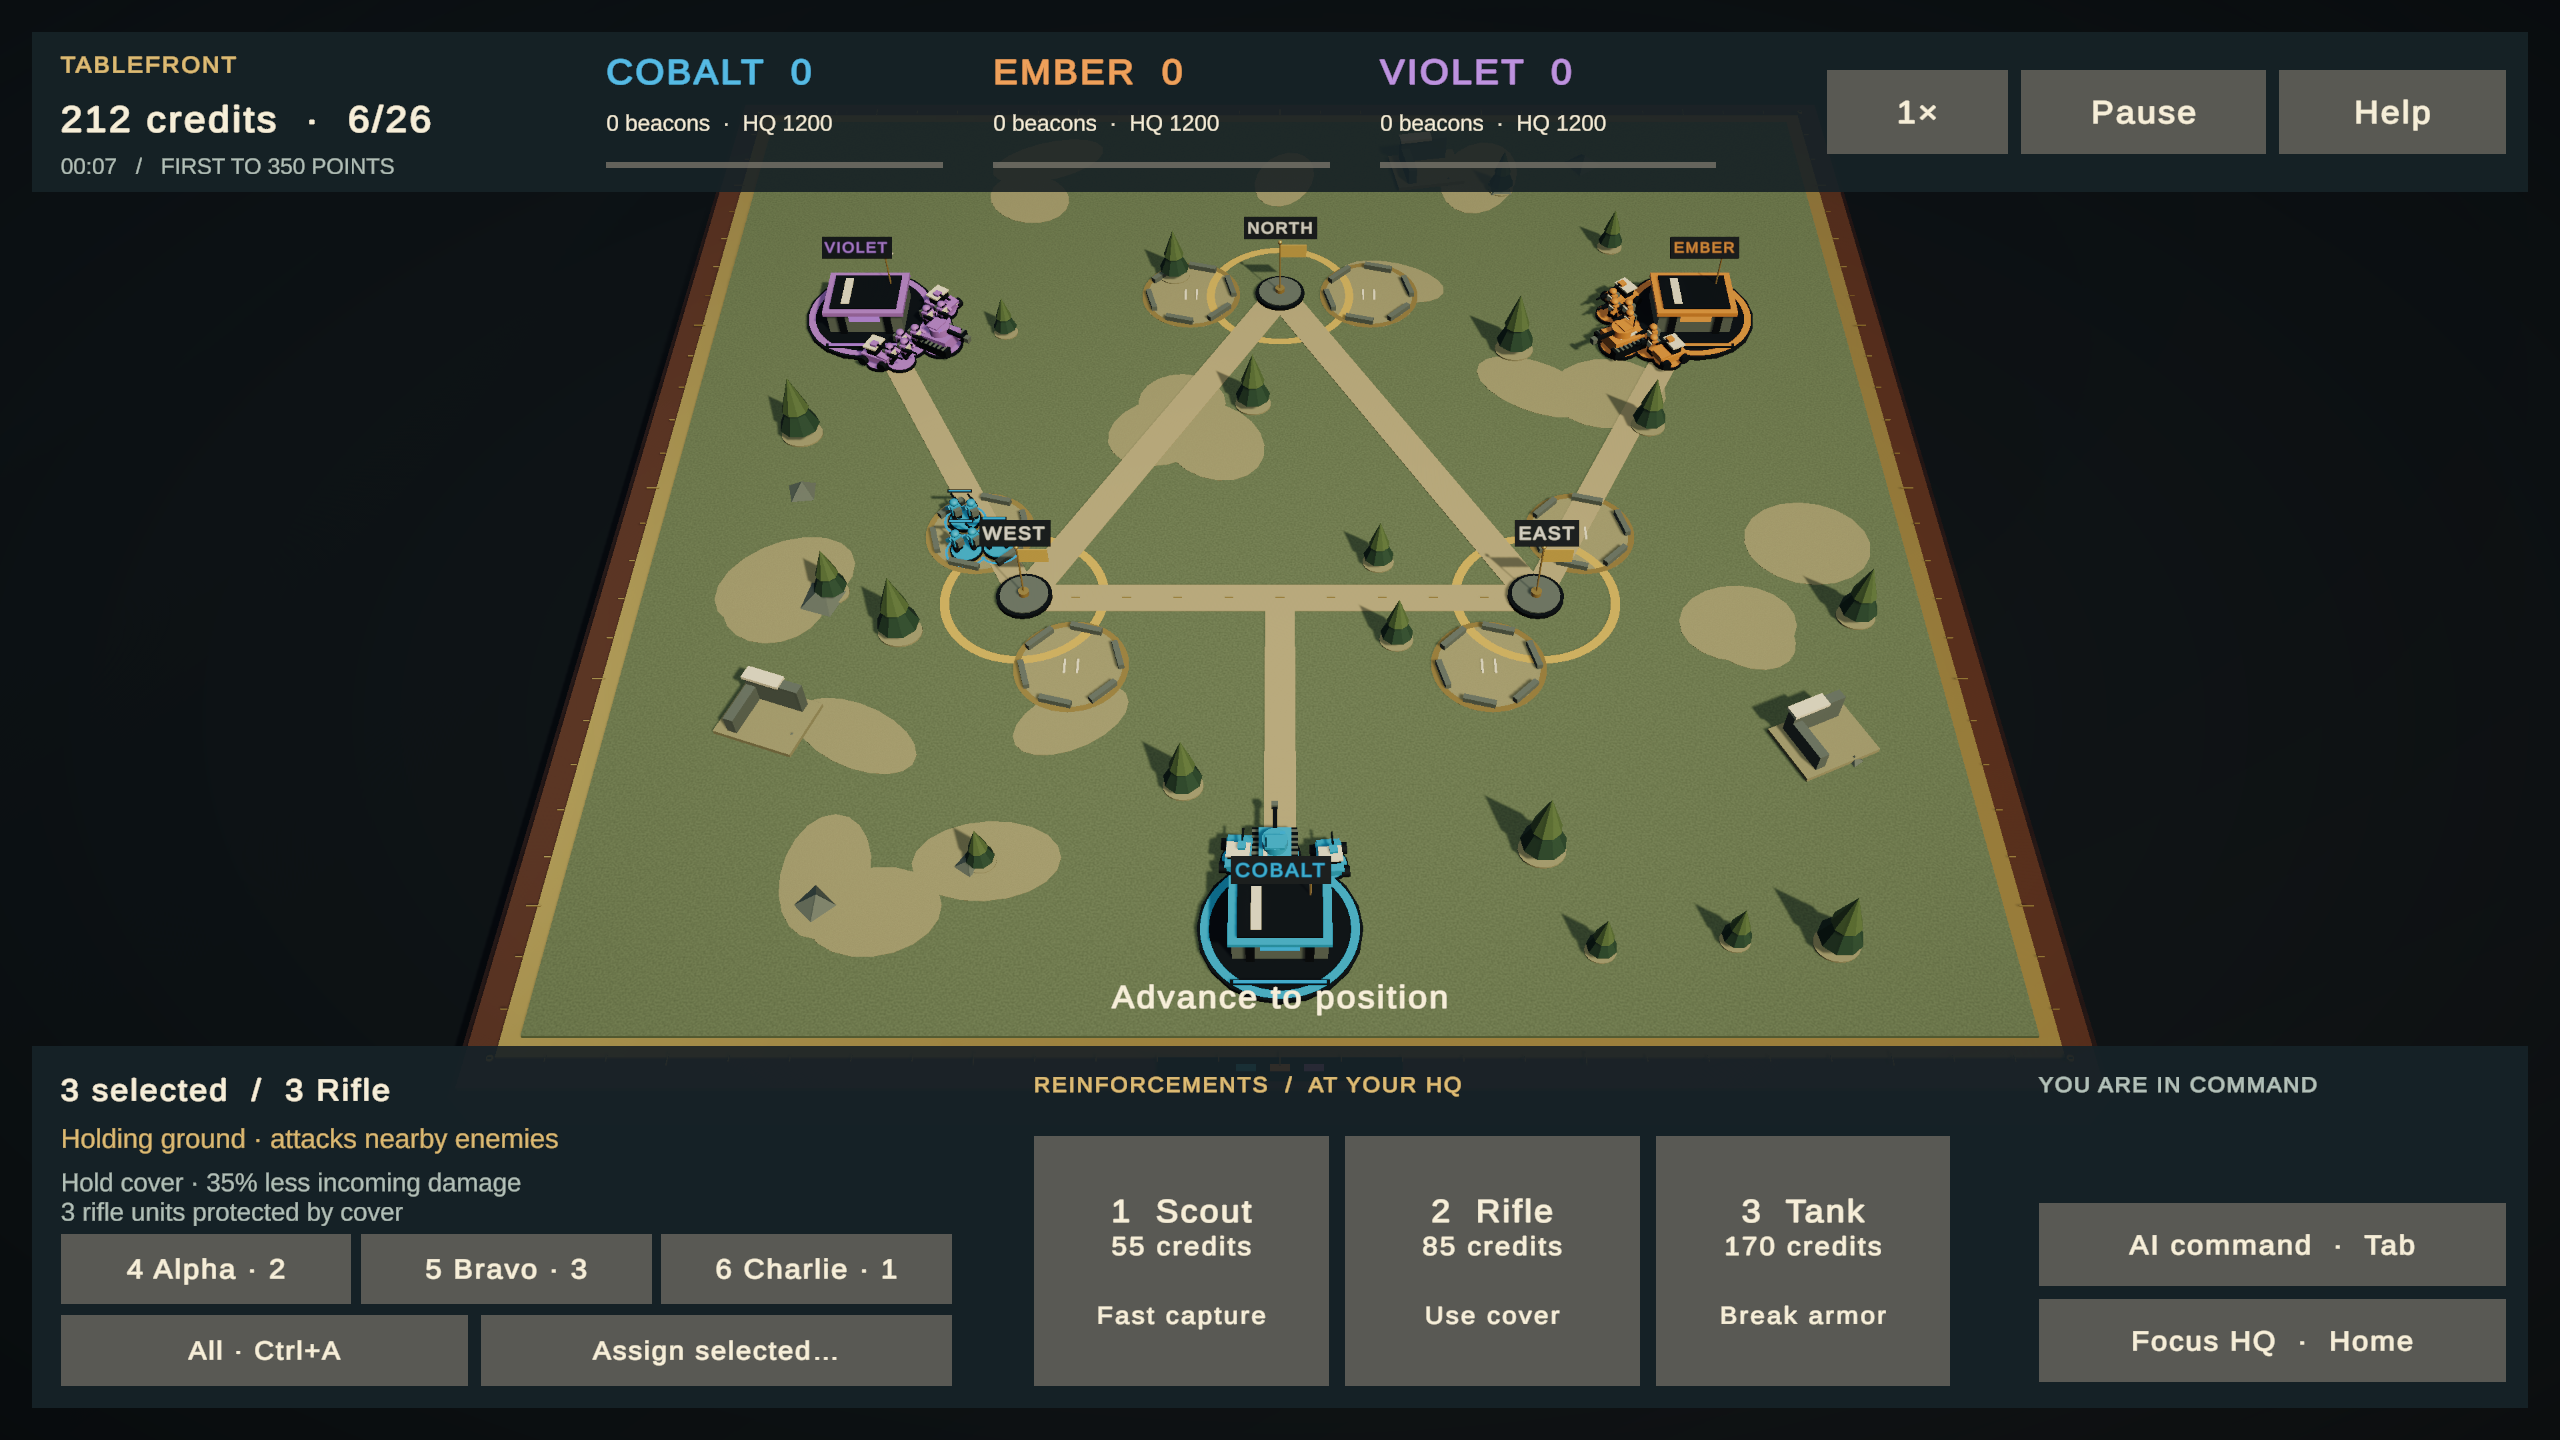 TABLEFRONT
212 credits · 6/26
00:07 / FIRST TO 350 POINTS
COBALT 0
0 beacons · HQ 1200
EMBER 0
0 beacons · HQ 1200
VIOLET 0
0 beacons · HQ 1200
1×
Pause
Help
NORTH
VIOLET
EMBER
WEST
EAST
COBALT
Advance to position
3 selected / 3 Rifle
Holding ground · attacks nearby enemies
Hold cover · 35% less incoming damage
3 rifle units protected by cover
4 Alpha · 2
5 Bravo · 3
6 Charlie · 1
All · Ctrl+A
Assign selected...
REINFORCEMENTS / AT YOUR HQ
1 Scout
55 credits
Fast capture
2 Rifle
85 credits
Use cover
3 Tank
170 credits
Break armor
YOU ARE IN COMMAND
AI command · Tab
Focus HQ · Home